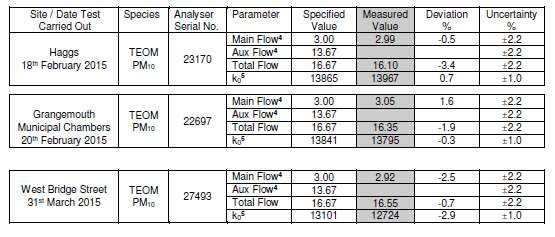 Site / Date Test Carried Out Species Analyser Serial No. Parameter Specified Value Measured Value Deviation % Uncertainty %
Haggs 18th February 2015 TEOM PM10 23170 Main Flow4 3.00 2.99 -0.5 ±2.2
Aux Flow4 13.67 ±2.2
Total Flow 16.67 16.10 -3.4 ±2.2
k05 13865 13967 0.7 ±1.0
Grangemouth Municipal Chambers 20th February 2015 TEOM PM10 22697 Main Flow4 3.00 3.05 1.6 ±2.2
Aux Flow4 13.67 ±2.2
Total Flow 16.67 16.35 -1.9 ±2.2
k05 13841 13795 -0.3 ±1.0
West Bridge Street 31st March 2015 TEOM PM10 27493 Main Flow4 3.00 2.92 -2.5 ±2.2
Aux Flow4 13.67 ±2.2
Total Flow 16.67 16.55 -0.7 ±2.2
k05 13101 12724 -2.9 ±1.0